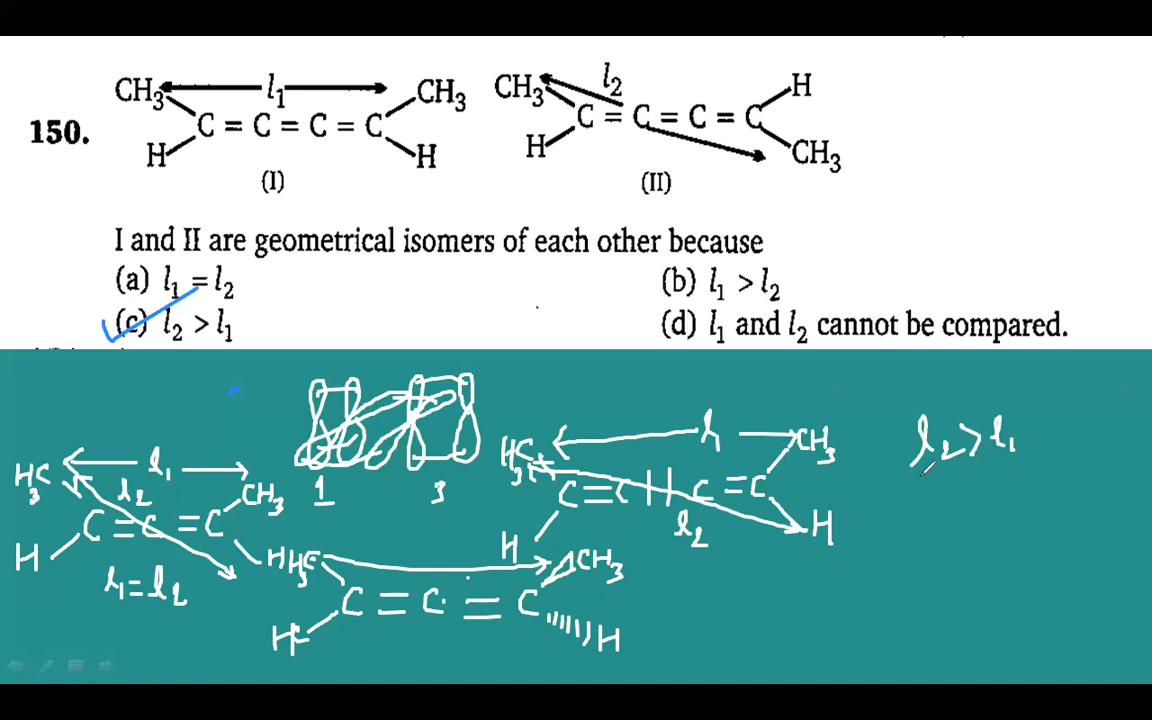 CH₃ l₁ CH₃ CH₃ l₂ H
150. C = C = C = C C = C = C = C
H H H CH₃
(I) (II)
I and II are geometrical isomers of each other because
(a) l₁ = l₂ (b) l₁ > l₂
(c) l₂ > l₁ (d) l₁ and l₂ cannot be compared.
H₃C l₁ CH₃ l₂
C = C = C
H H
l₁ = l₂
1 3
H₃C l₁ CH₃
C = C = C = C
H l₂ H
l₂ > l₁
H₃C CH₃
C = C = C
H H